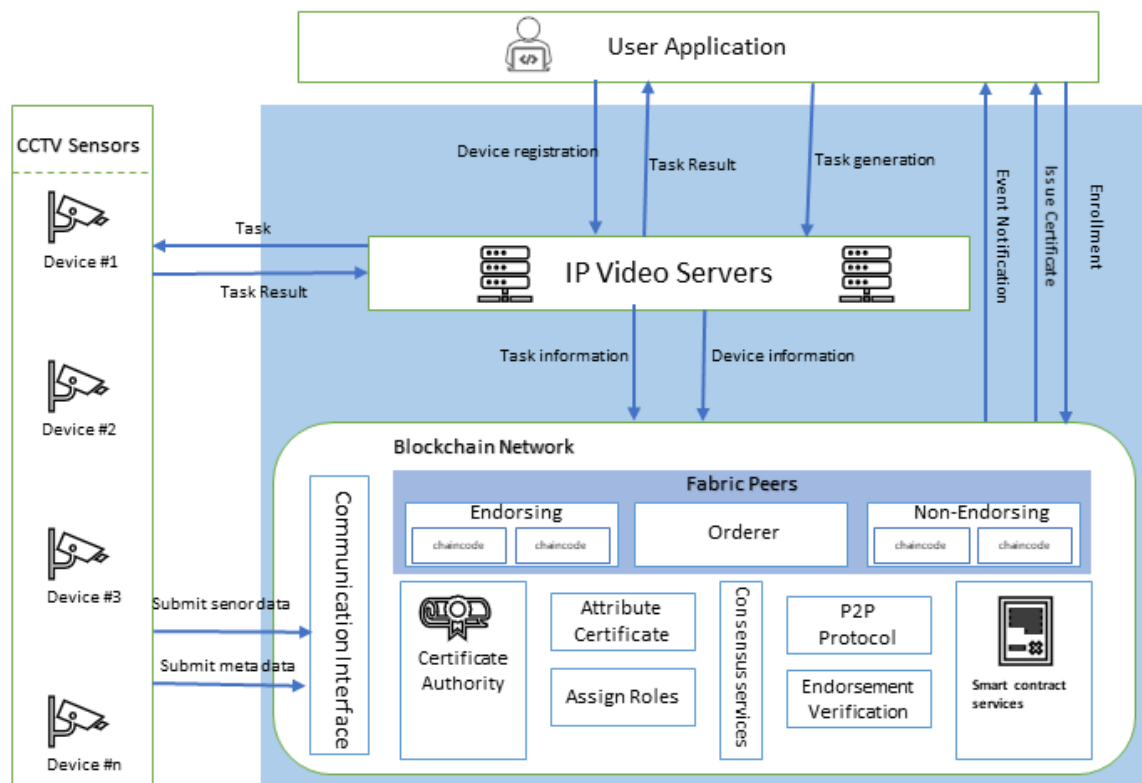 User Application
CCTV Sensors
Device #1
Device #2
Device #3
Device #n
Device registration
Task Result
Task generation
Event Notification
Issue Certificate
Enrollment
Task
Task Result
IP Video Servers
Task information
Device information
Blockchain Network
Communication Interface
Fabric Peers
Endorsing
chaincode
chaincode
Orderer
Non-Endorsing
chaincode
chaincode
Submit senor data
Submit meta data
Certificate
Authority
Attribute
Certificate
Assign Roles
Consensus services
P2P
Protocol
Endorsement
Verification
Smart contract
services